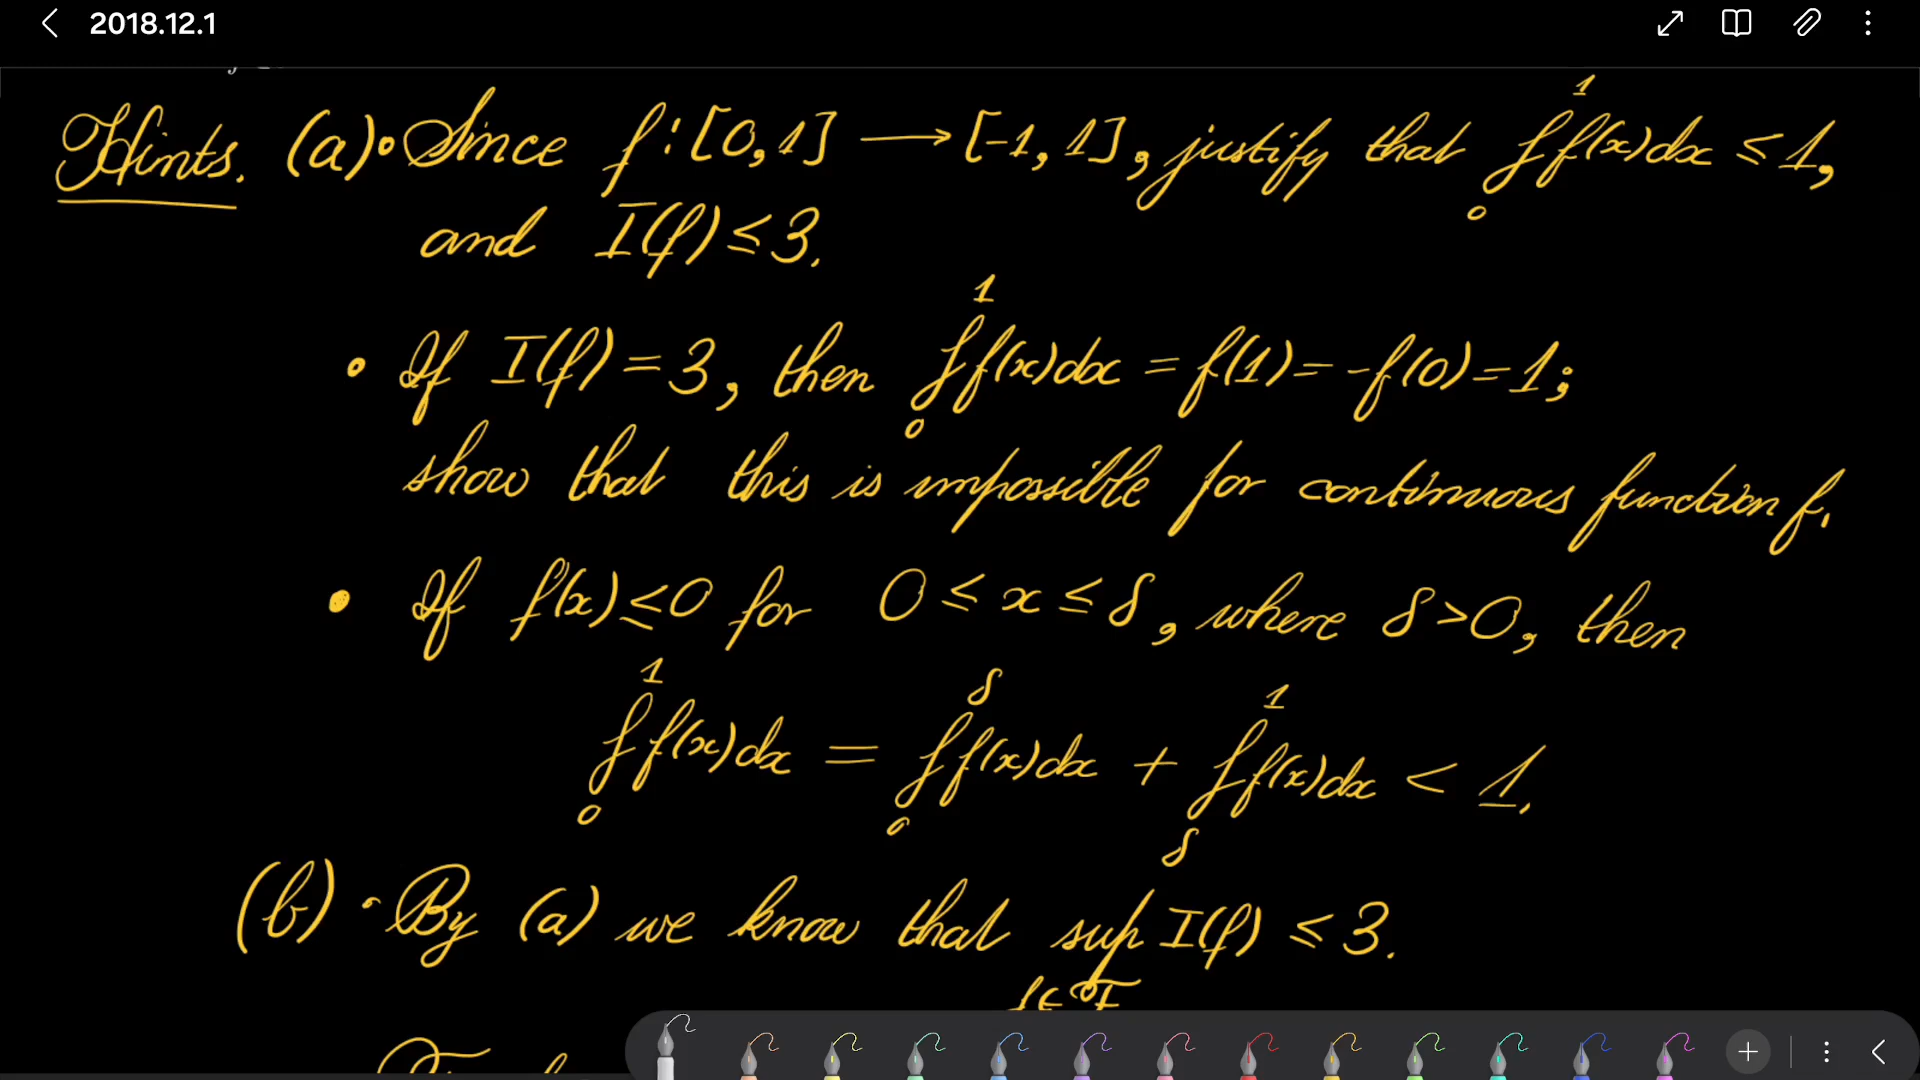 2018.12.1
Hints. (a)• Since f:[0,1] → [-1,1], justify that ∫₀¹ f(x)dx ≤ 1,
and I(f) ≤ 3.
• If I(f) = 3, then ∫₀¹ f(x)dx = f(1) = -f(0) = 1;
show that this is impossible for continuous function f.
• If f(x) ≤ 0 for 0 ≤ x ≤ δ, where δ > 0, then
∫₀¹ f(x)dx = ∫₀^δ f(x)dx + ∫_δ¹ f(x)dx < 1.
(b) • By (a) we know that sup I(f) ≤ 3.
f∈F